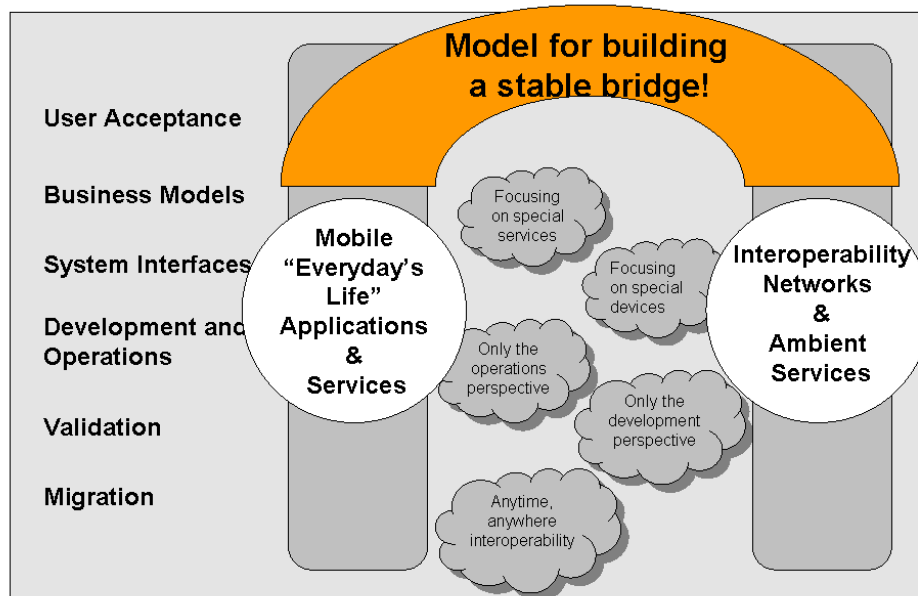 Model for building
a stable bridge!
User Acceptance
Business Models
System Interfaces
Development and
Operations
Validation
Migration
Mobile
“Everyday’s
Life”
Applications
&
Services
Focusing
on special
services
Focusing
on special
devices
Only the
operations
perspective
Only the
development
perspective
Anytime,
anywhere
interoperability
Interoperability
Networks
&
Ambient
Services